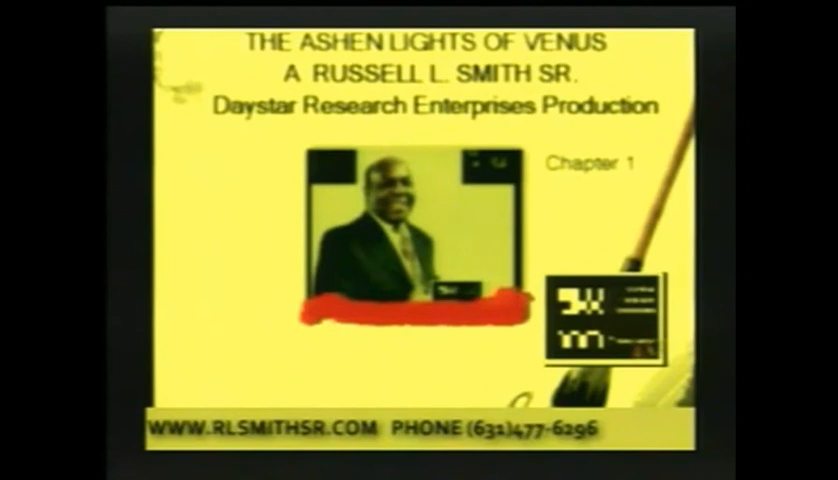 THE ASHEN LIGHTS OF VENUS
A RUSSELL L. SMITH SR.
Daystar Research Enterprises Production
Chapter 1
WWW.RLSMITHSR.COM PHONE (631)477-6296